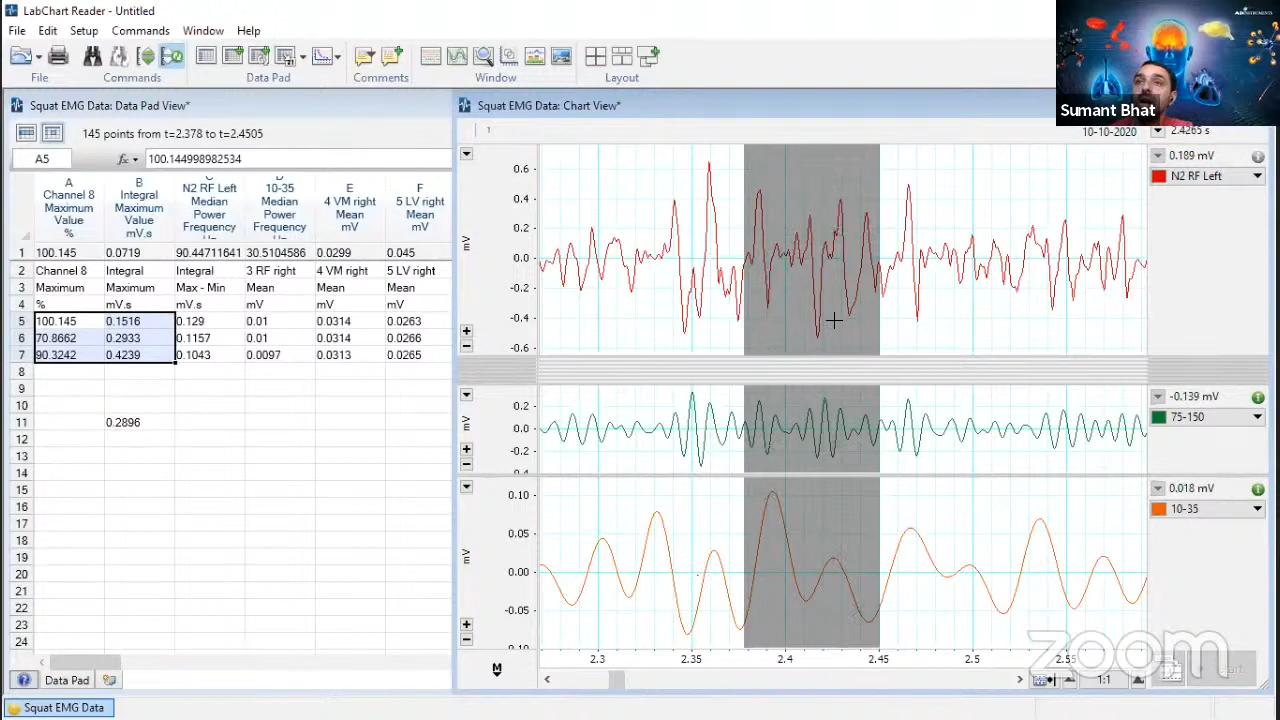 LabChart Reader - Untitled
File Edit Setup Commands Window Help
File Commands Data Pad Comments Window Layout
ADINSTRUMENTS
Sumant Bhat
Squat EMG Data: Data Pad View*
145 points from t=2.378 to t=2.4505
A5 fx 100.144998982534
A B C D E F
Channel 8 Maximum Value %
Integral Maximum Value mV.s
N2 RF Left Median Power Frequency
10-35 Median Power Frequency
4 VM right Mean mV
5 LV right Mean mV
1 100.145 0.0719 90.44711641 30.5104586 0.0299 0.045
2 Channel 8 Integral Integral 3 RF right 4 VM right 5 LV right
3 Maximum Maximum Max - Min Mean Mean Mean
4 % mV.s mV.s mV mV mV
5 100.145 0.1516 0.129 0.01 0.0314 0.0263
6 70.8662 0.2933 0.1157 0.01 0.0314 0.0266
7 90.3242 0.4239 0.1043 0.0097 0.0313 0.0265
8
9
10
11 0.2896
12
13
14
15
16
17
18
19
20
21
22
23
24
Data Pad
Squat EMG Data: Chart View*
1 10-10-2020 2.4265 s
0.6
0.4
0.2
0.0
-0.2
-0.4
-0.6
mV
0.189 mV
N2 RF Left
0.2
0.0
-0.2
mV
-0.139 mV
75-150
0.10
0.05
0.00
-0.05
mV
0.018 mV
10-35
2.3 2.35 2.4 2.45 2.5 2.55
M
1:1
zoom
Squat EMG Data